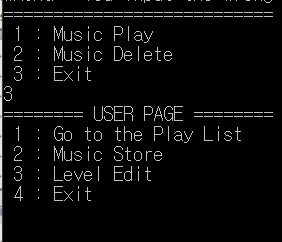 ==============================
1 : Music Play
2 : Music Delete
3 : Exit
3
======== USER PAGE ========
1 : Go to the Play List
2 : Music Store
3 : Level Edit
4 : Exit